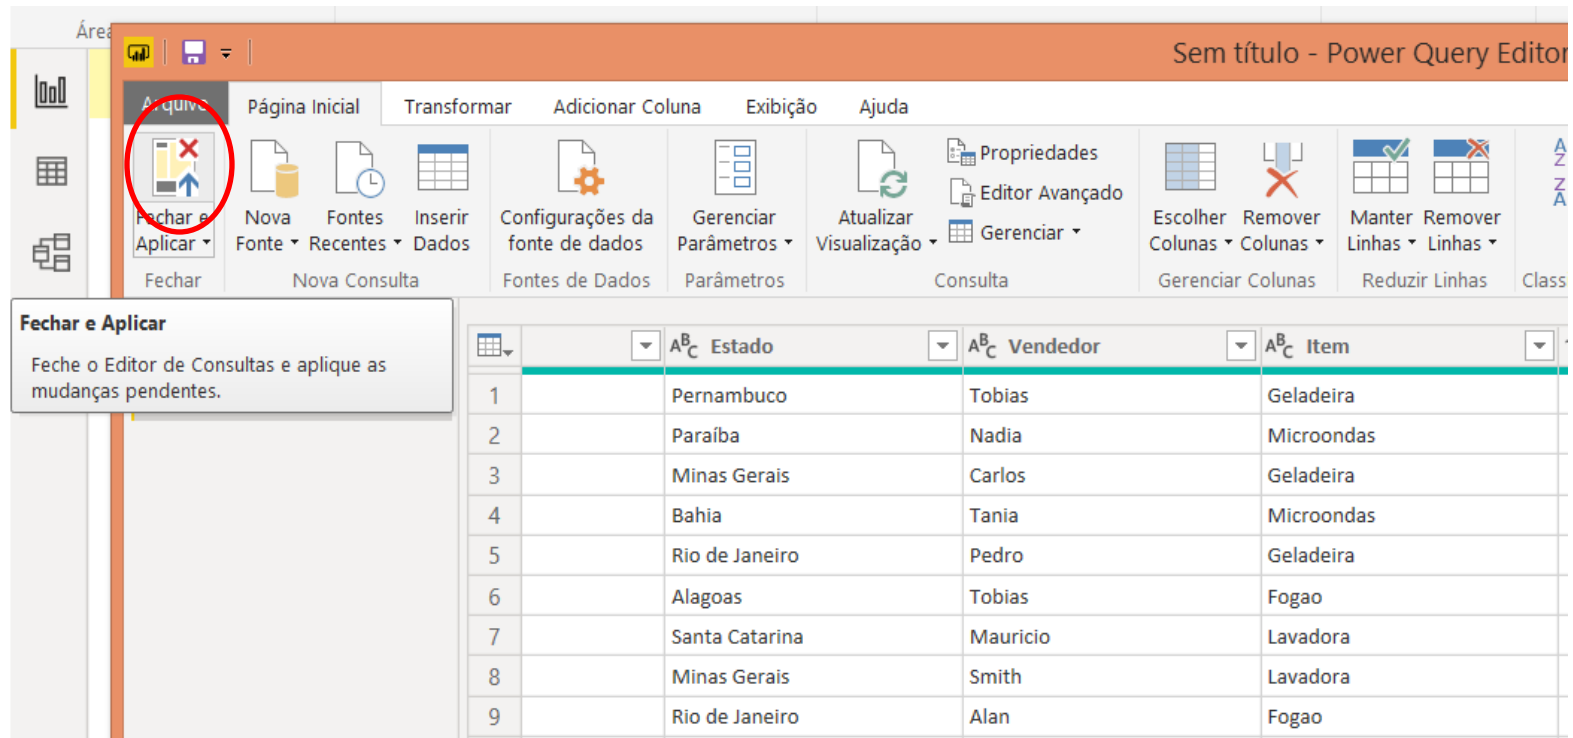 Área
Sem título - Power Query Editor
Arquivo Página Inicial Transformar Adicionar Coluna Exibição Ajuda
Fechar e
Aplicar
Nova
Fonte
Fontes
Recentes
Inserir
Dados
Configurações da
fonte de dados
Gerenciar
Parâmetros
Atualizar
Visualização
Propriedades
Editor Avançado
Gerenciar
Escolher
Colunas
Remover
Colunas
Manter
Linhas
Remover
Linhas
A
Z
Z
A
Fechar Nova Consulta Fontes de Dados Parâmetros Consulta Gerenciar Colunas Reduzir Linhas Class
Fechar e Aplicar
Feche o Editor de Consultas e aplique as
mudanças pendentes.
ABC Estado ABC Vendedor ABC Item
1 Pernambuco Tobias Geladeira
2 Paraíba Nadia Microondas
3 Minas Gerais Carlos Geladeira
4 Bahia Tania Microondas
5 Rio de Janeiro Pedro Geladeira
6 Alagoas Tobias Fogao
7 Santa Catarina Mauricio Lavadora
8 Minas Gerais Smith Lavadora
9 Rio de Janeiro Alan Fogao